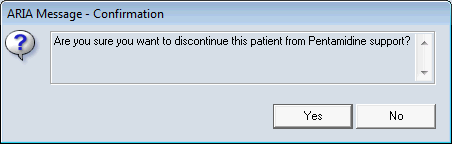 ARIA Message - Confirmation
Are you sure you want to discontinue this patient from Pentamidine support?
Yes No